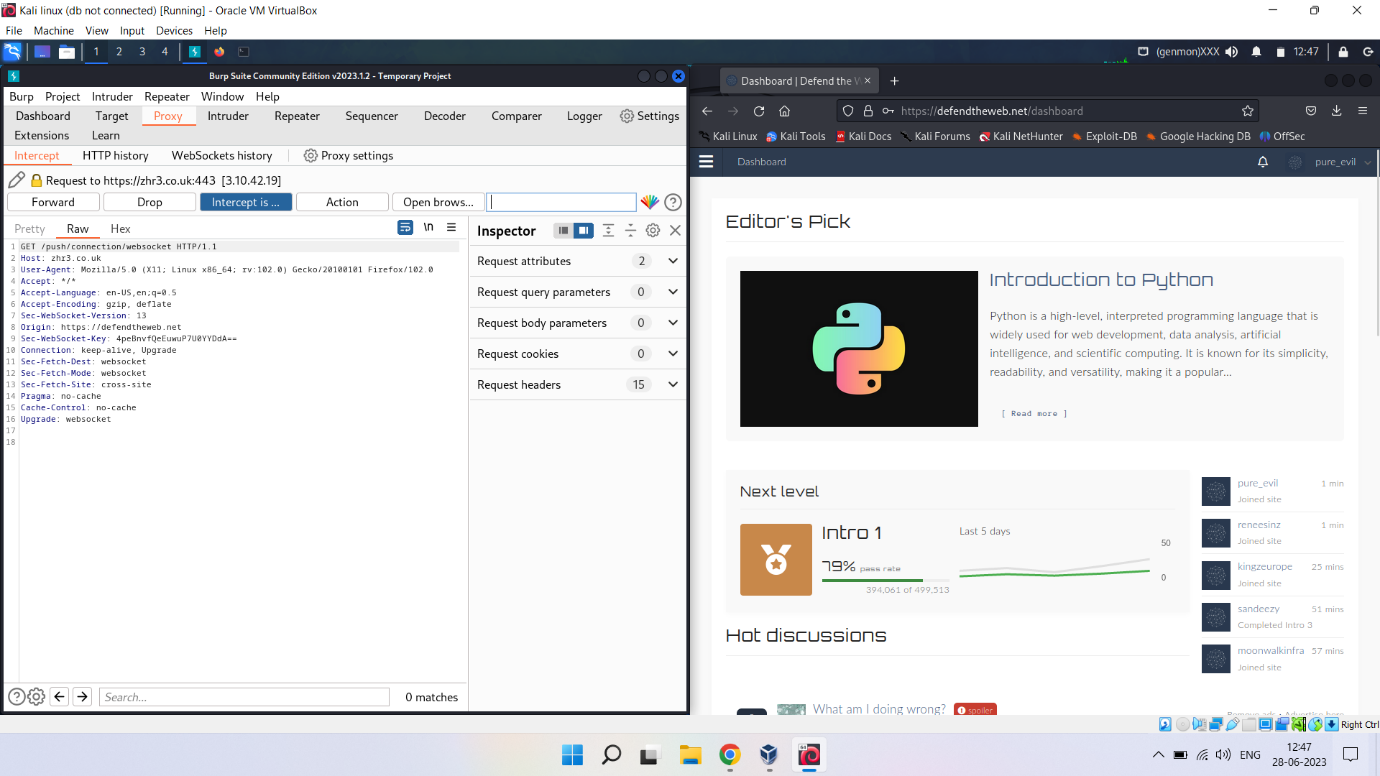 Kali linux (db not connected) [Running] - Oracle VM VirtualBox
File Machine View Input Devices Help
1 2 3 4 (genmon)XXX 12:47
Burp Suite Community Edition v2023.1.2 - Temporary Project
Burp Project Intruder Repeater Window Help
Dashboard Target Proxy Intruder Repeater Sequencer Decoder Comparer Logger Settings
Extensions Learn
Intercept HTTP history WebSockets history Proxy settings
Request to https://zhr3.co.uk:443 [3.10.42.19]
Forward Drop Intercept is ... Action Open brows...
Pretty Raw Hex \n
1 GET /push/connection/websocket HTTP/1.1
2 Host: zhr3.co.uk
3 User-Agent: Mozilla/5.0 (X11; Linux x86_64; rv:102.0) Gecko/20100101 Firefox/102.0
4 Accept: */*
5 Accept-Language: en-US,en;q=0.5
6 Accept-Encoding: gzip, deflate
7 Sec-WebSocket-Version: 13
8 Origin: https://defendtheweb.net
9 Sec-WebSocket-Key: 4peBnvfQeEuwuP7U0YYDdA==
10 Connection: keep-alive, Upgrade
11 Sec-Fetch-Dest: websocket
12 Sec-Fetch-Mode: websocket
13 Sec-Fetch-Site: cross-site
14 Pragma: no-cache
15 Cache-Control: no-cache
16 Upgrade: websocket
17
18
Search... 0 matches
Inspector
Request attributes 2
Request query parameters 0
Request body parameters 0
Request cookies 0
Request headers 15
Dashboard | Defend the W
https://defendtheweb.net/dashboard
Kali Linux Kali Tools Kali Docs Kali Forums Kali NetHunter Exploit-DB Google Hacking DB OffSec
Dashboard pure_evil
Editor's Pick
Introduction to Python
Python is a high-level, interpreted programming language that is
widely used for web development, data analysis, artificial
intelligence, and scientific computing. It is known for its simplicity,
readability, and versatility, making it a popular...
[ Read more ]
Next level
Intro 1
79% pass rate
394,061 of 499,513
Last 5 days
50
0
pure_evil 1 min
Joined site
reneesinz 1 min
Joined site
kingzeurope 25 mins
Joined site
sandeezy 51 mins
Completed Intro 3
moonwalkinfra 57 mins
Joined site
Hot discussions
What am I doing wrong? spoiler
Remove ads • Advertise here
Right Ctrl
ENG 12:47
28-06-2023